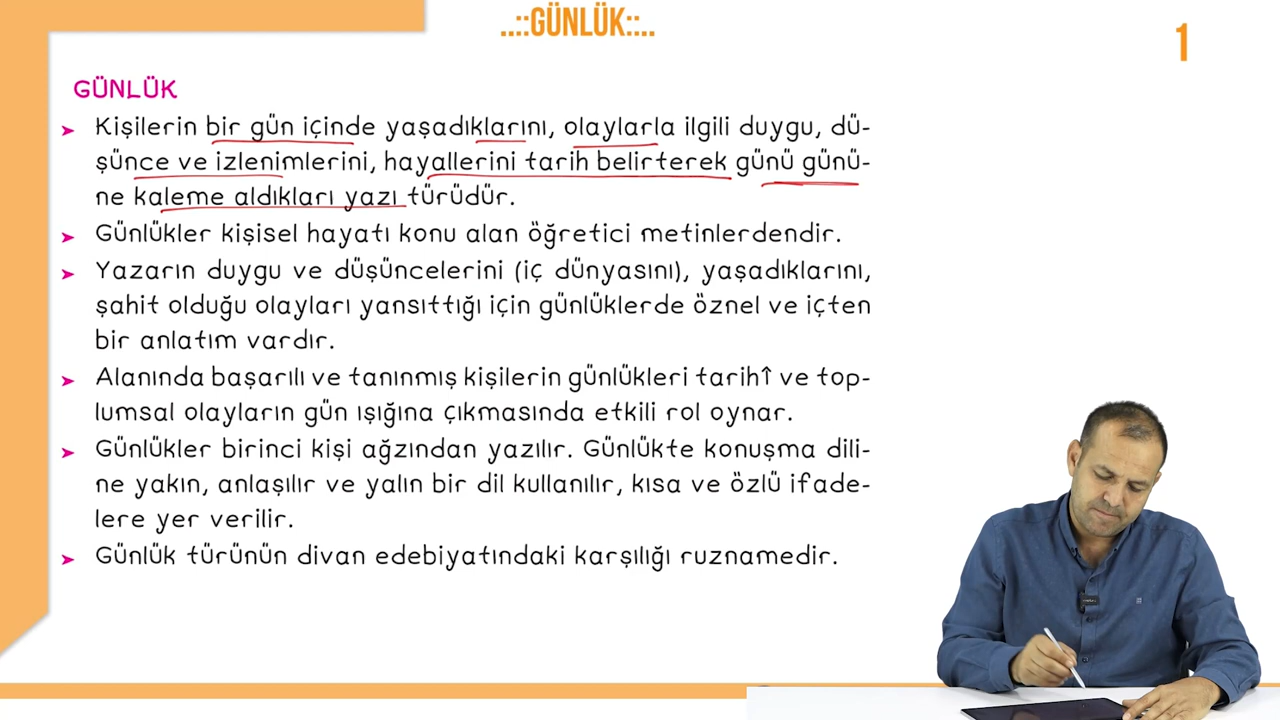 ..::GÜNLÜK::..
1
GÜNLÜK
➤ Kişilerin bir gün içinde yaşadıklarını, olaylarla ilgili duygu, dü-
şünce ve izlenimlerini, hayallerini tarih belirterek günü günü-
ne kaleme aldıkları yazı türüdür.
➤ Günlükler kişisel hayatı konu alan öğretici metinlerdendir.
➤ Yazarın duygu ve düşüncelerini (iç dünyasını), yaşadıklarını,
şahit olduğu olayları yansıttığı için günlüklerde öznel ve içten
bir anlatım vardır.
➤ Alanında başarılı ve tanınmış kişilerin günlükleri tarihî ve top-
lumsal olayların gün ışığına çıkmasında etkili rol oynar.
➤ Günlükler birinci kişi ağzından yazılır. Günlükte konuşma dili-
ne yakın, anlaşılır ve yalın bir dil kullanılır, kısa ve özlü ifade-
lere yer verilir.
➤ Günlük türünün divan edebiyatındaki karşılığı ruznamedir.